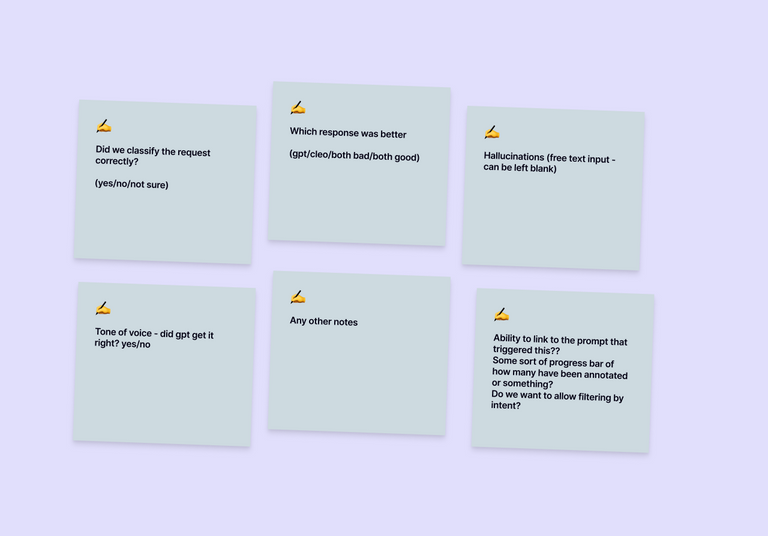 Did we classify the request
correctly?
(yes/no/not sure)
Which response was better
(gpt/cleo/both bad/both good)
Hallucinations (free text input -
can be left blank)
Tone of voice - did gpt get it
right? yes/no
Any other notes
Ability to link to the prompt that
triggered this??
Some sort of progress bar of
how many have been annotated
or something?
Do we want to allow filtering by
intent?